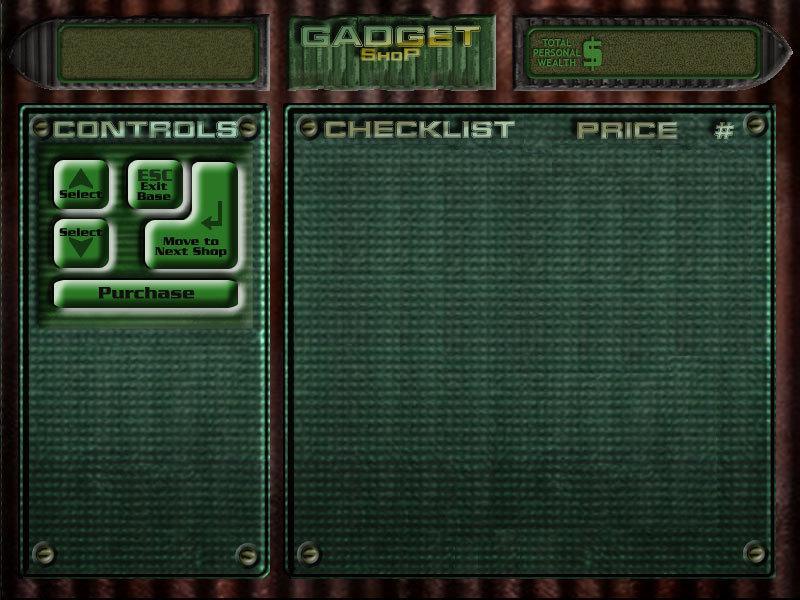 GADGET
SHOP
TOTAL
PERSONAL
WEALTH $
CONTROLS
CHECKLIST PRICE #
Select
ESC
Exit
Base
Select
Move to
Next Shop
Purchase